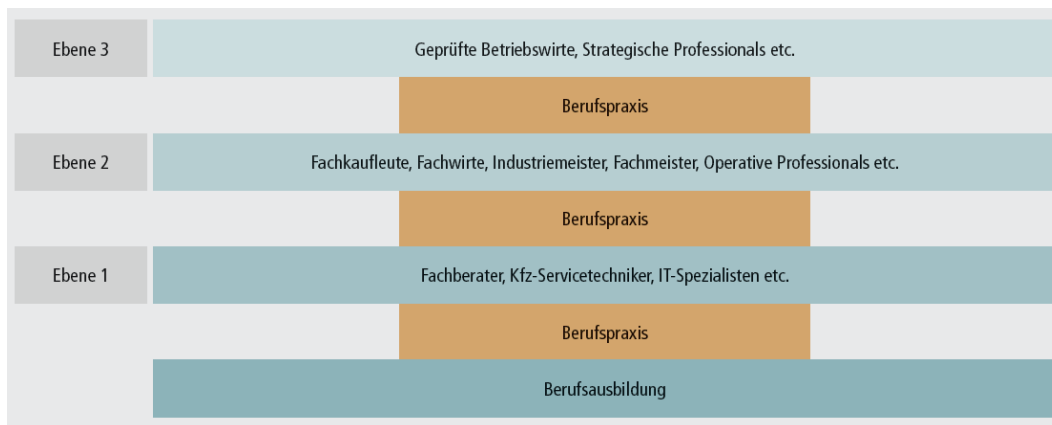 Ebene 3
Geprüfte Betriebswirte, Strategische Professionals etc.
Berufspraxis
Ebene 2
Fachkaufleute, Fachwirte, Industriemeister, Fachmeister, Operative Professionals etc.
Berufspraxis
Ebene 1
Fachberater, Kfz-Servicetechniker, IT-Spezialisten etc.
Berufspraxis
Berufsausbildung